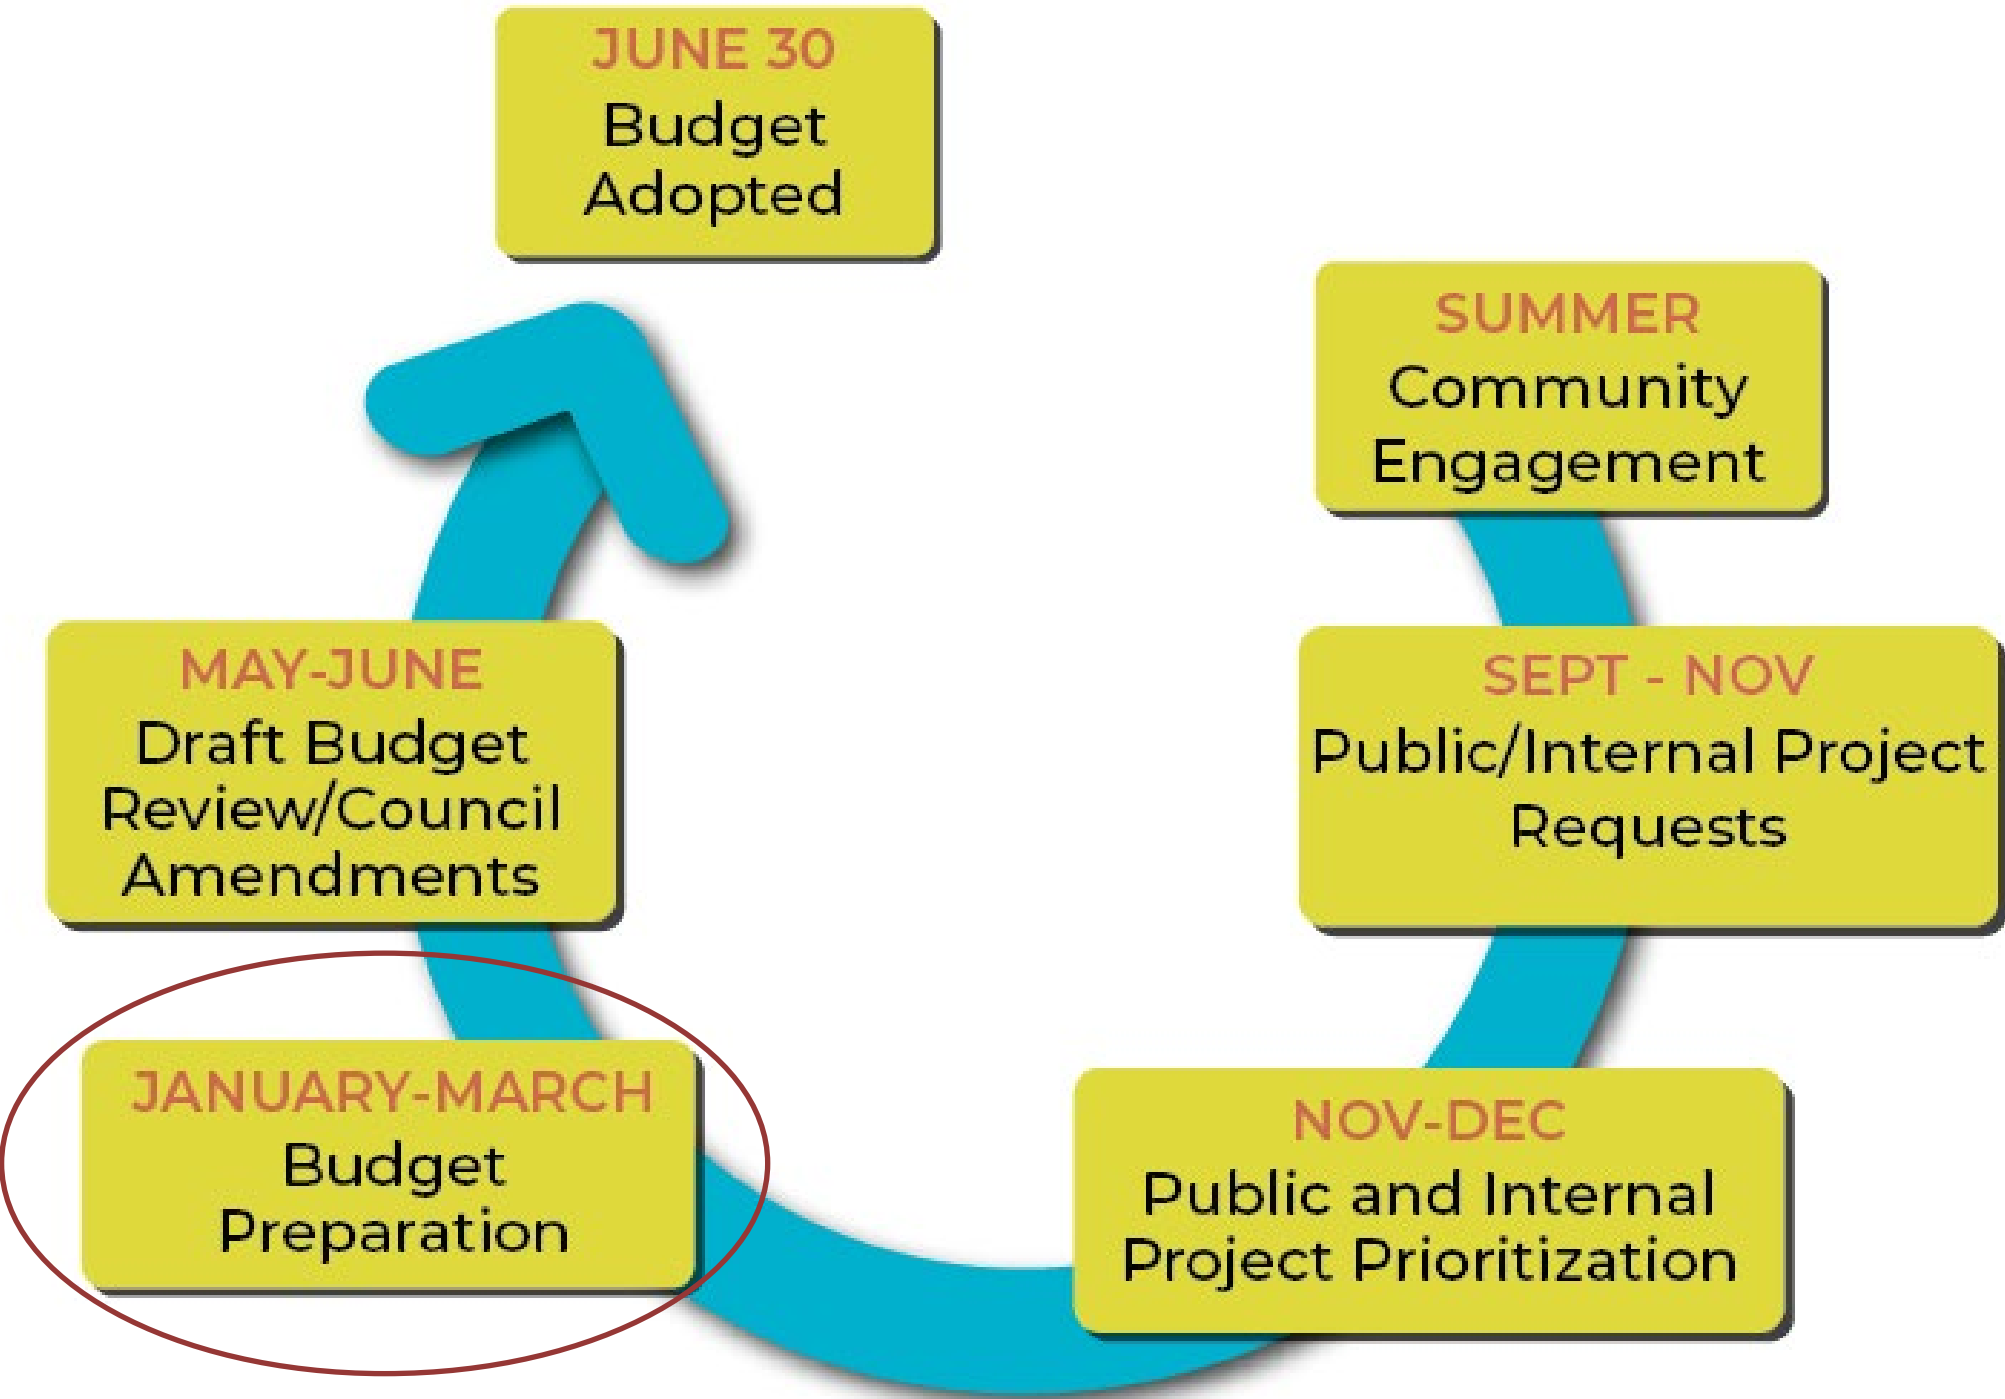 JUNE 30
Budget
Adopted
SUMMER
Community
Engagement
SEPT - NOV
Public/Internal Project
Requests
NOV-DEC
Public and Internal
Project Prioritization
JANUARY-MARCH
Budget
Preparation
MAY-JUNE
Draft Budget
Review/Council
Amendments